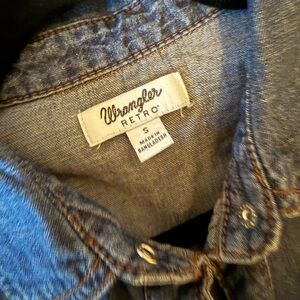 Wrangler
RETRO®
S
MADE IN
BANGLADESH